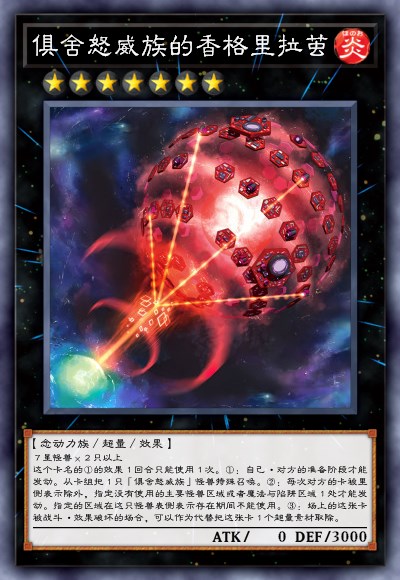 俱舍怒威族的香格里拉茧
ほのお
炎
【念动力族/超量/效果】
7星怪兽×2只以上
这个卡名的①的效果1回合只能使用1次。①:自己·对方的准备阶段才能
发动。从卡组把1只「俱舍怒威族」怪兽特殊召唤。②:每次对方的卡被里
侧表示除外,指定没有使用的主要怪兽区域或者魔法与陷阱区域1处才能发
动。指定的区域在这只怪兽表侧表示存在期间不能使用。③:场上的这张卡
被战斗·效果破坏的场合,可以作为代替把这张卡1个超量素材取除。
ATK/ 0 DEF/3000